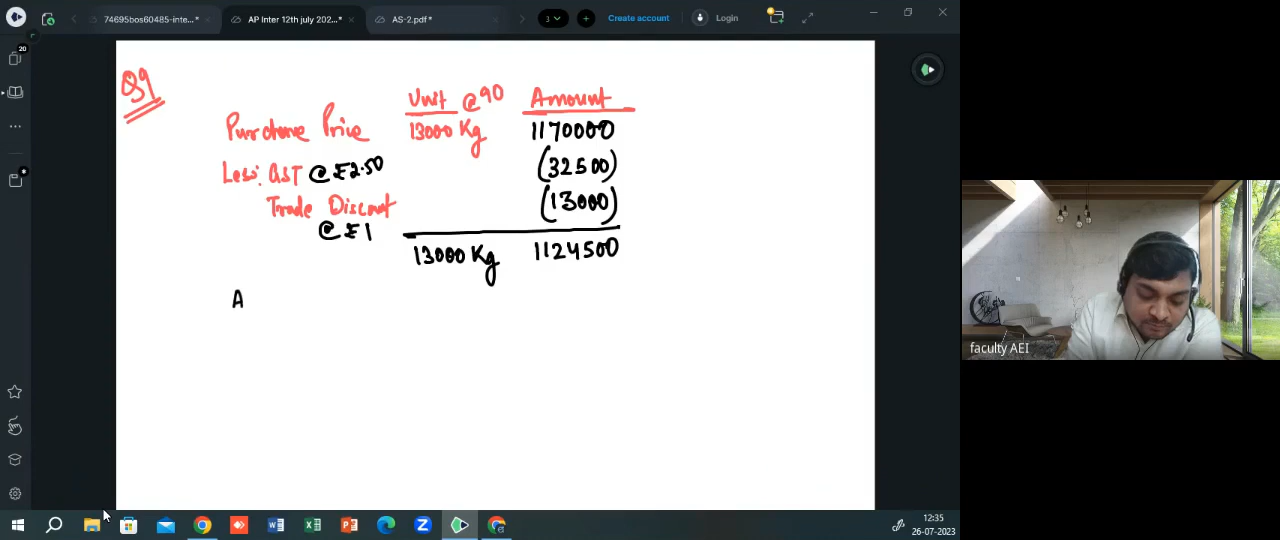 74695bos60485-inte...*
AP Inter 12th july 202...*
AS-2.pdf*
3
Create account
Login
20
Q9
Unit @90 Amount
Purchase Price 13000 Kg 1170000
Less: GST @ £2.50 (32500)
Trade Discount (13000)
@ £1
13000 Kg 1124500
A
faculty AEI
12:35
26-07-2023